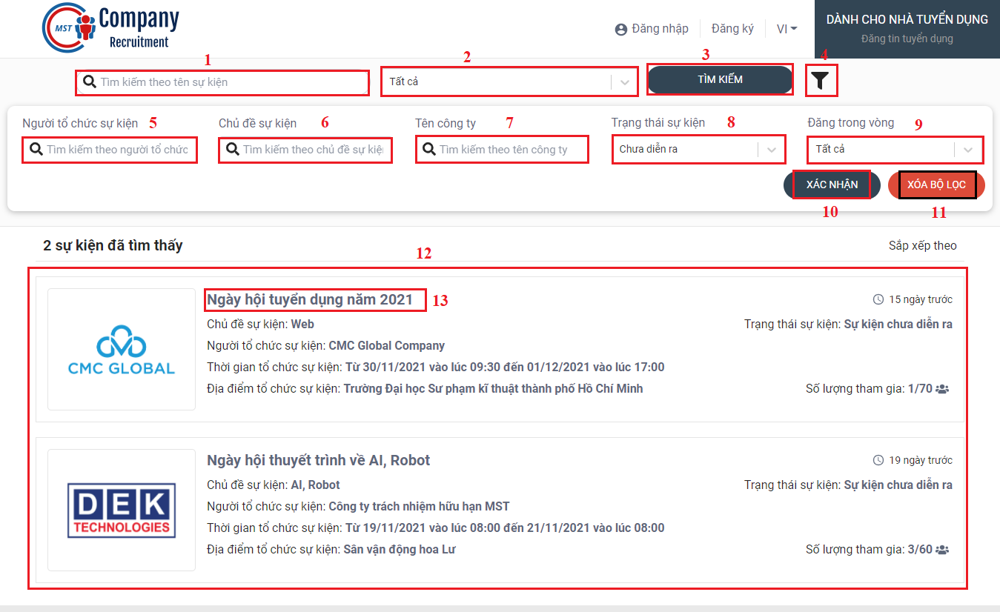 MST Company
Recruitment
Đăng nhập
Đăng ký
VI
DÀNH CHO NHÀ TUYỂN DỤNG
Đăng tin tuyển dụng
1
2
3
4
Tìm kiếm theo tên sự kiện
Tất cả
TÌM KIẾM
Người tổ chức sự kiện 5
Chủ đề sự kiện 6
Tên công ty 7
Trạng thái sự kiện 8
Đăng trong vòng 9
Tìm kiếm theo người tổ chức
Tìm kiếm theo chủ đề sự kiện
Tìm kiếm theo tên công ty
Chưa diễn ra
Tất cả
XÁC NHẬN
XÓA BỘ LỌC
10
11
2 sự kiện đã tìm thấy
12
Sắp xếp theo
CMC GLOBAL
Ngày hội tuyển dụng năm 2021 13
15 ngày trước
Chủ đề sự kiện: Web
Trạng thái sự kiện: Sự kiện chưa diễn ra
Người tổ chức sự kiện: CMC Global Company
Thời gian tổ chức sự kiện: Từ 30/11/2021 vào lúc 09:30 đến 01/12/2021 vào lúc 17:00
Địa điểm tổ chức sự kiện: Trường Đại học Sư phạm kĩ thuật thành phố Hồ Chí Minh
Số lượng tham gia: 1/70
DEK
TECHNOLOGIES
Ngày hội thuyết trình về AI, Robot
19 ngày trước
Chủ đề sự kiện: AI, Robot
Trạng thái sự kiện: Sự kiện chưa diễn ra
Người tổ chức sự kiện: Công ty trách nhiệm hữu hạn MST
Thời gian tổ chức sự kiện: Từ 19/11/2021 vào lúc 08:00 đến 21/11/2021 vào lúc 08:00
Địa điểm tổ chức sự kiện: Sân vận động hoa Lư
Số lượng tham gia: 3/60